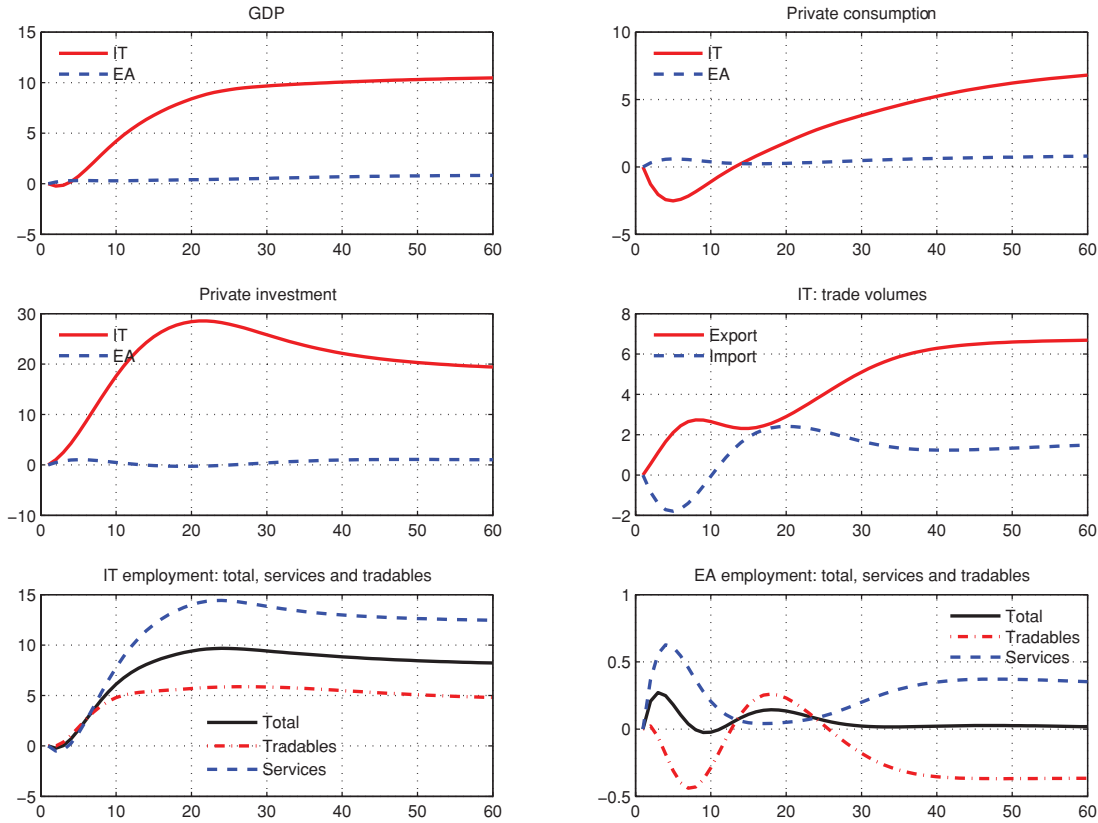 GDP
15
10
5
0
−5
0 10 20 30 40 50 60
IT
EA
Private consumption
10
5
0
−5
0 10 20 30 40 50 60
IT
EA
Private investment
30
20
10
0
−10
0 10 20 30 40 50 60
IT
EA
IT: trade volumes
8
6
4
2
0
−2
0 10 20 30 40 50 60
Export
Import
IT employment: total, services and tradables
15
10
5
0
−5
0 10 20 30 40 50 60
Total
Tradables
Services
EA employment: total, services and tradables
1
0.5
0
−0.5
0 10 20 30 40 50 60
Total
Tradables
Services